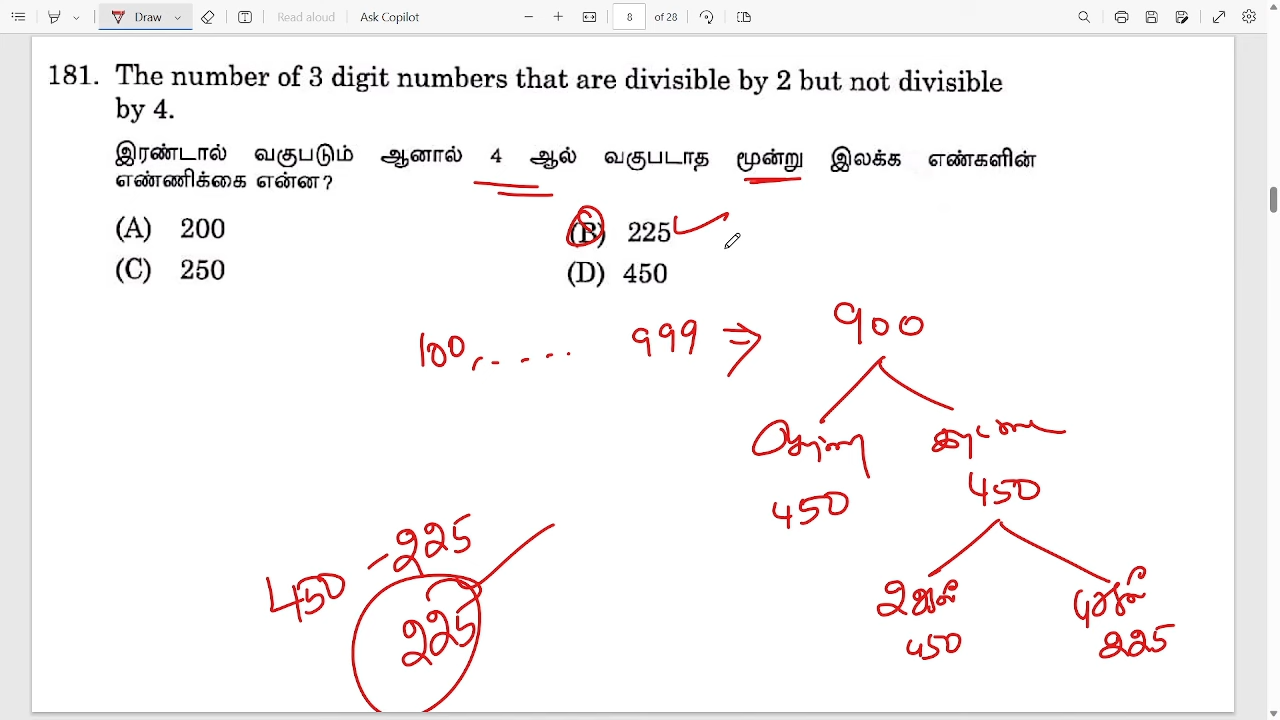 Draw
Read aloud
Ask Copilot
8
of 28
181. The number of 3 digit numbers that are divisible by 2 but not divisible
by 4.
இரண்டால் வகுபடும் ஆனால் 4 ஆல் வகுபடாத மூன்று இலக்க எண்களின்
எண்ணிக்கை என்ன?
(A) 200
(B) 225
(C) 250
(D) 450
100, ..... 999 ⇒ 900
450 450
450 - 225
225
2ஆல் 4ஆல்
450 225